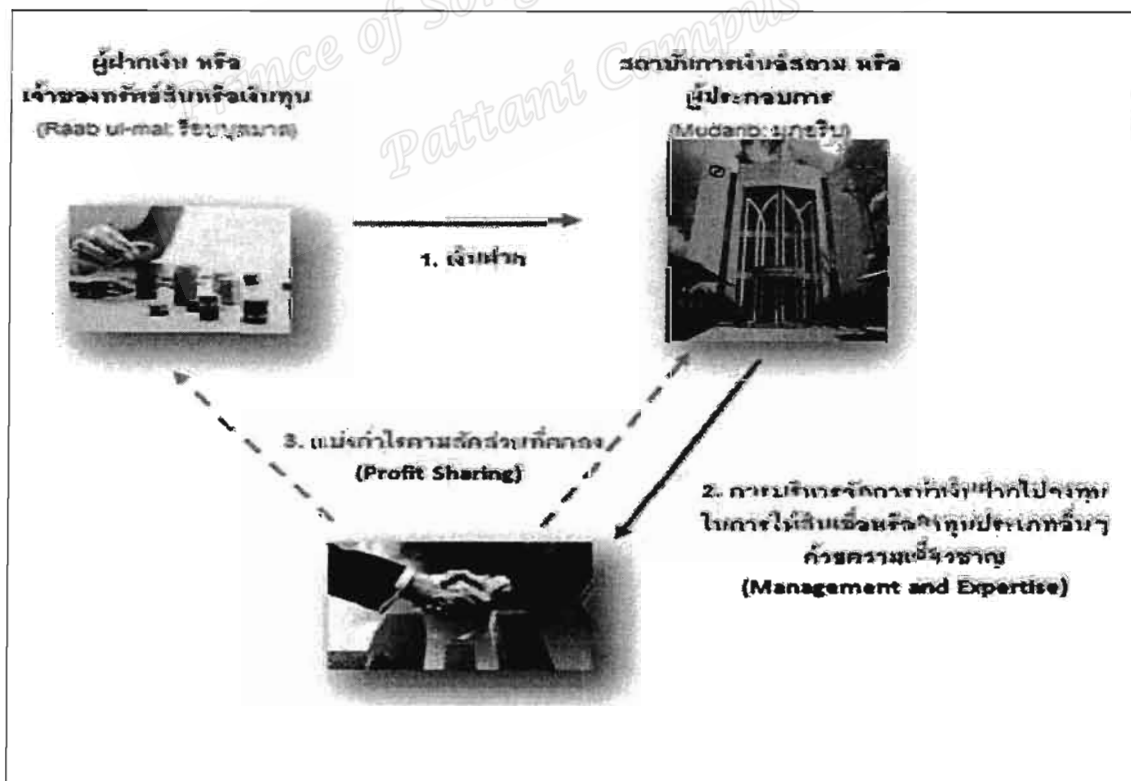 Prince of Song
Pattani Campus
ผู้ฝากเงิน หรือ
เจ้าของทรัพย์สินหรือเงินทุน
(Raab ul-mal:
สถาบันการเงินอิสลาม หรือ
ผู้ประกอบการ
(Mudarib: มุฎอริบ)
1. เงินฝาก
3. แบ่งกำไรตามสัดส่วนที่ตกลง
(Profit Sharing)
2. การบริหารจัดการนำเงินฝากไปลงทุน
ในการให้สินเชื่อหรือลงทุนประเภทอื่นๆ
ด้วยความเชี่ยวชาญ
(Management and Expertise)